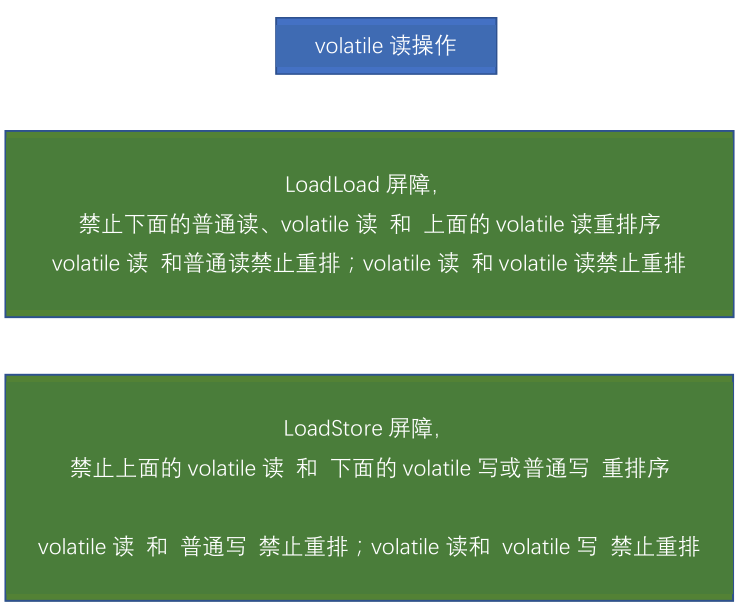 volatile 读操作
LoadLoad 屏障,
禁止下面的普通读、volatile 读 和 上面的 volatile 读重排序
volatile 读 和普通读禁止重排；volatile 读 和 volatile 读禁止重排
LoadStore 屏障,
禁止上面的 volatile 读 和 下面的 volatile 写或普通写 重排序
volatile 读 和 普通写 禁止重排；volatile 读和 volatile 写 禁止重排